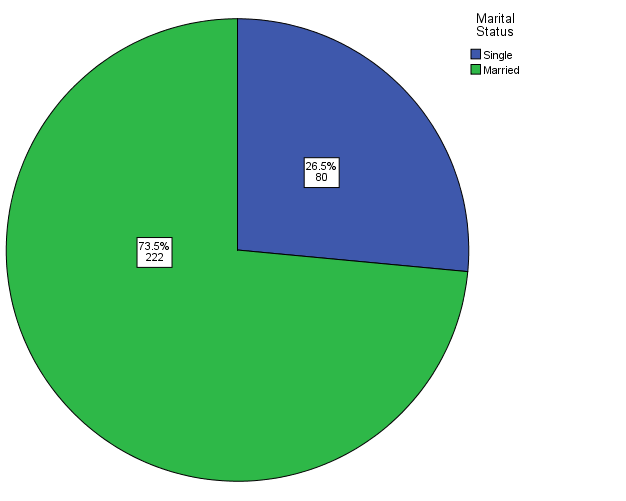 Marital
Status
Single
Married
26.5%
80
73.5%
222